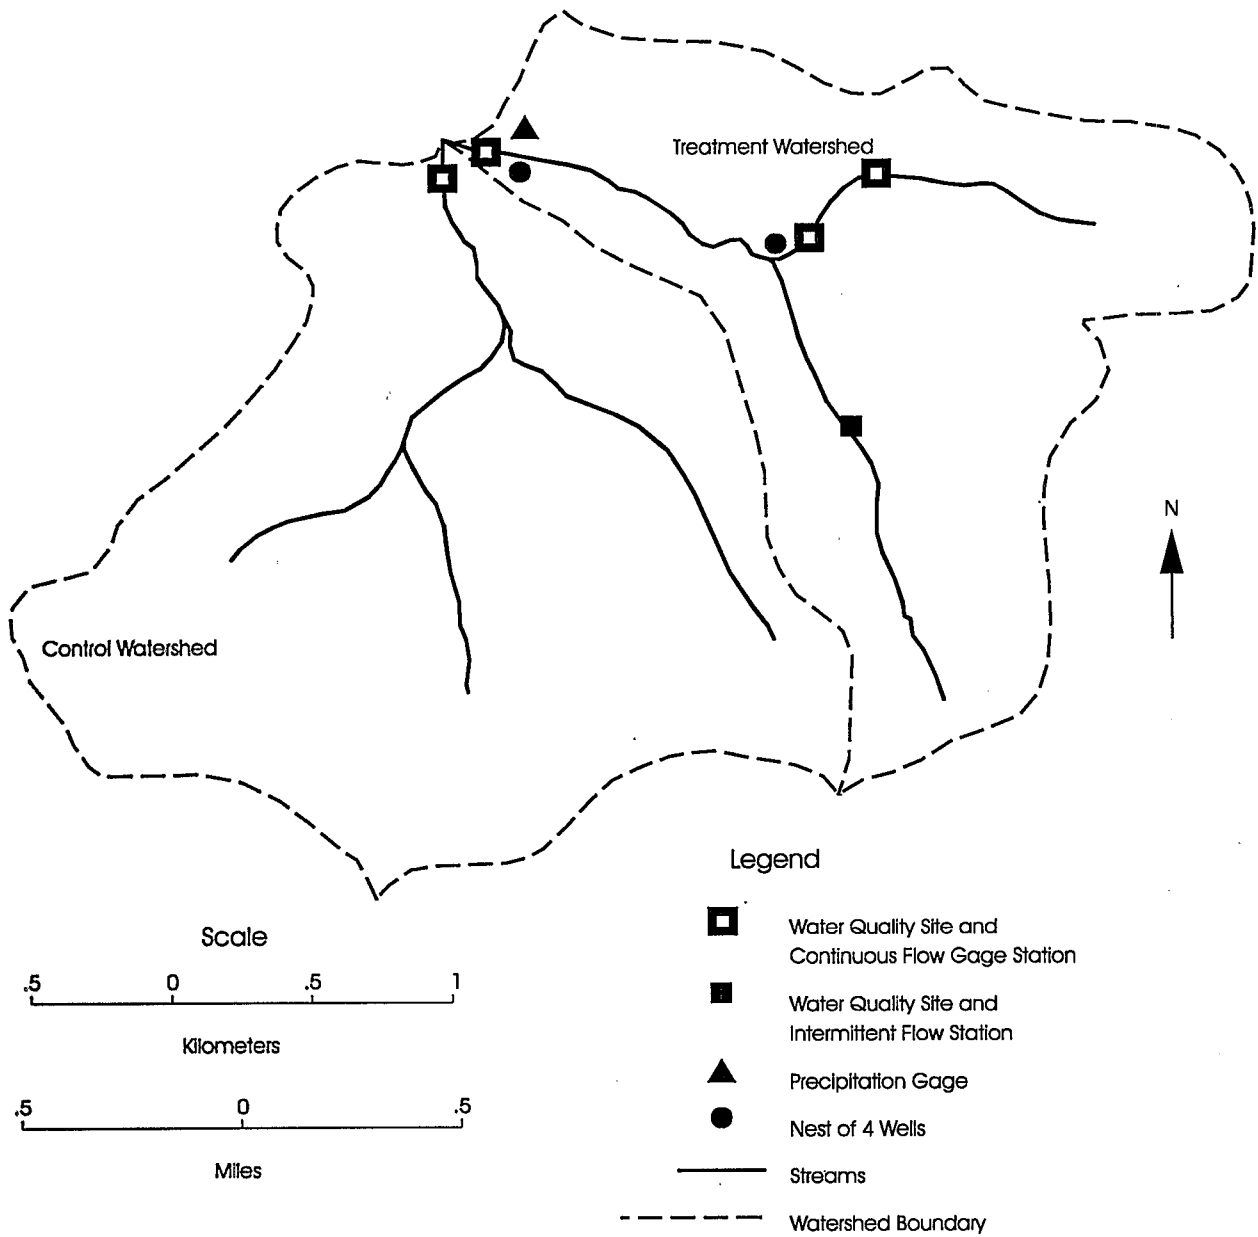 Treatment Watershed
N
Control Watershed
Legend
Water Quality Site and
Continuous Flow Gage Station
Water Quality Site and
Intermittent Flow Station
Precipitation Gage
Nest of 4 Wells
Streams
Watershed Boundary
Scale
.5 0 .5 1
Kilometers
.5 0 .5
Miles